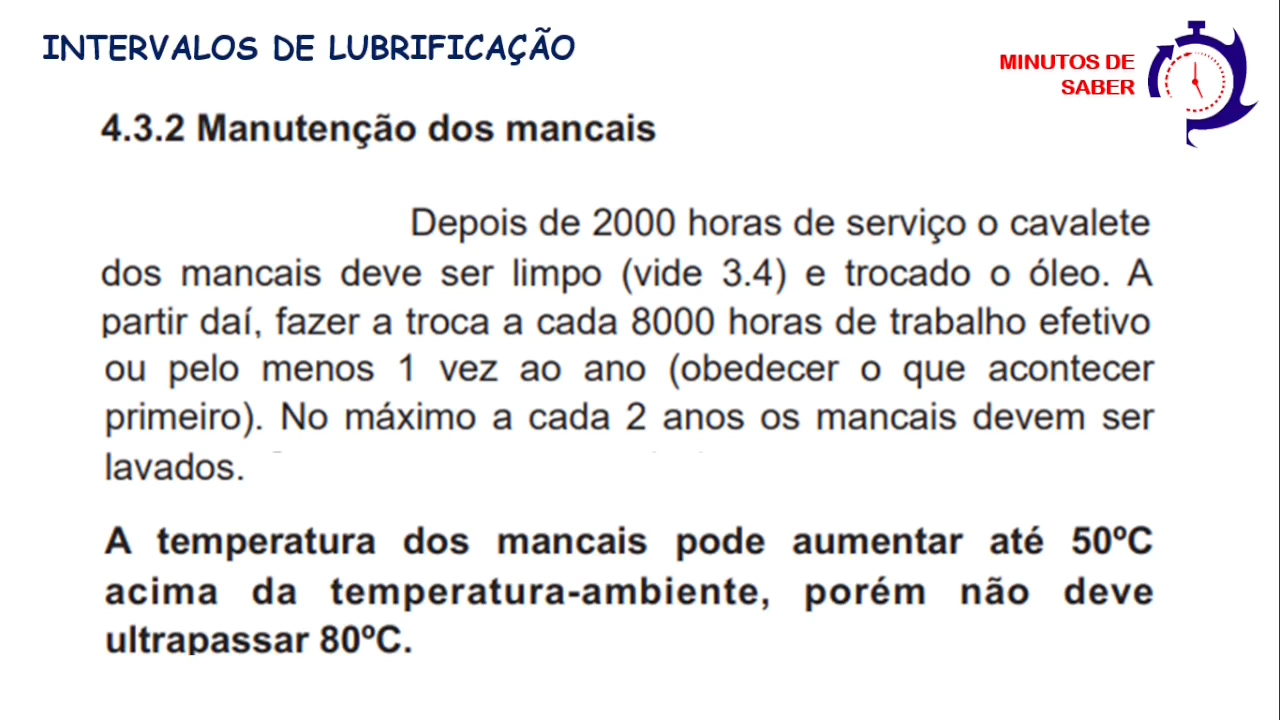 INTERVALOS DE LUBRIFICAÇÃO
MINUTOS DE
SABER
4.3.2 Manutenção dos mancais
Depois de 2000 horas de serviço o cavalete
dos mancais deve ser limpo (vide 3.4) e trocado o óleo. A
partir daí, fazer a troca a cada 8000 horas de trabalho efetivo
ou pelo menos 1 vez ao ano (obedecer o que acontecer
primeiro). No máximo a cada 2 anos os mancais devem ser
lavados.
A temperatura dos mancais pode aumentar até 50ºC
acima da temperatura-ambiente, porém não deve
ultrapassar 80ºC.